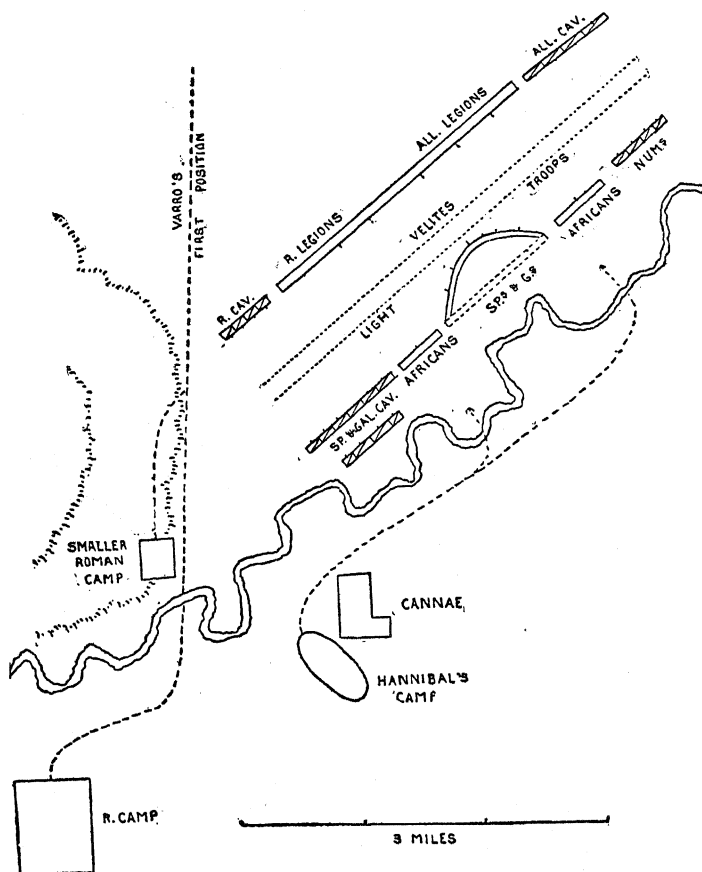 ALL. CAV.
ALL. LEGIONS
VARRO'S
FIRST POSITION
R. LEGIONS
VELITES
LIGHT TROOPS
NUMS
AFRICANS
SPS & GS
R. CAV.
AFRICANS
SP. & GAL. CAV.
SMALLER
ROMAN
CAMP
CANNAE
HANNIBAL'S
CAMP
R. CAMP
3 MILES